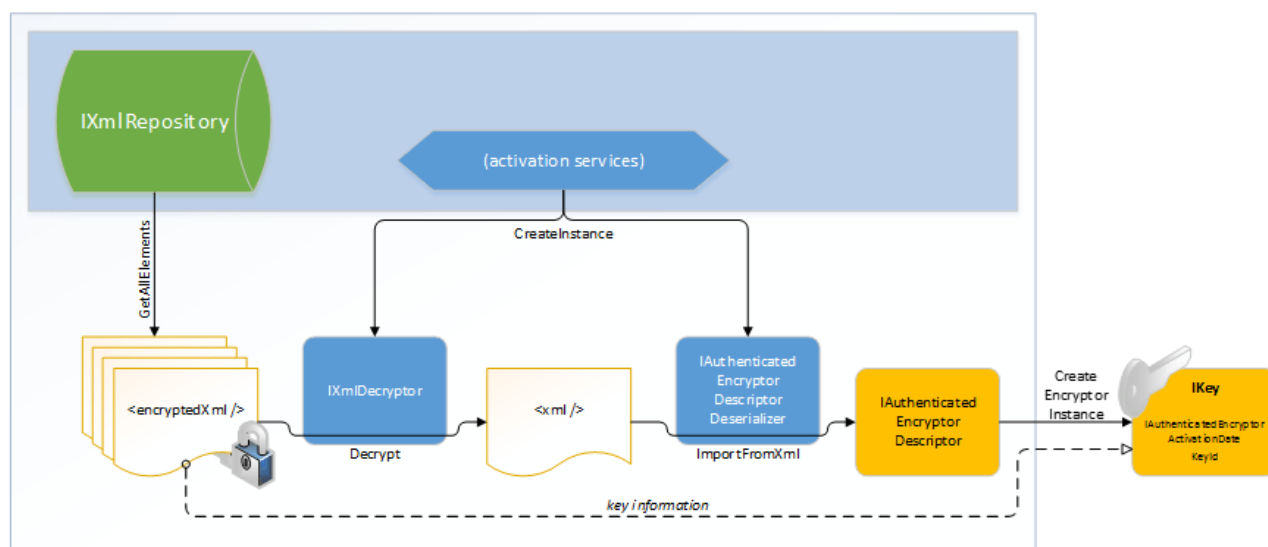 IXmlRepository
(activation services)
GetAllElements
CreateInstance
<encryptedXml />
IXmlDecryptor
Decrypt
<xml />
IAuthenticated
Encryptor
Descriptor
Deserializer
ImportFromXml
IAuthenticated
Encryptor
Descriptor
Create
Encryptor
Instance
IKey
IAuthenticatedEncryptor
ActivationDate
KeyId
key information